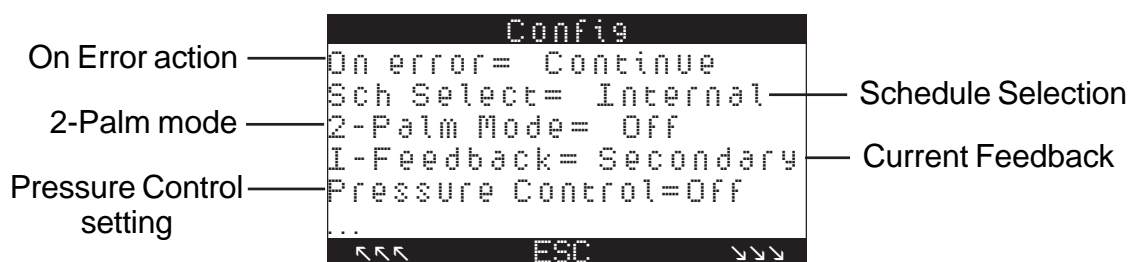 Config
On Error action
On error= Continue
Sch Select= Internal
Schedule Selection
2-Palm mode
2-Palm Mode= Off
I-Feedback= Secondary
Current Feedback
Pressure Control
setting
Pressure Control=Off
...
↖↖↖ ESC ↘↘↘